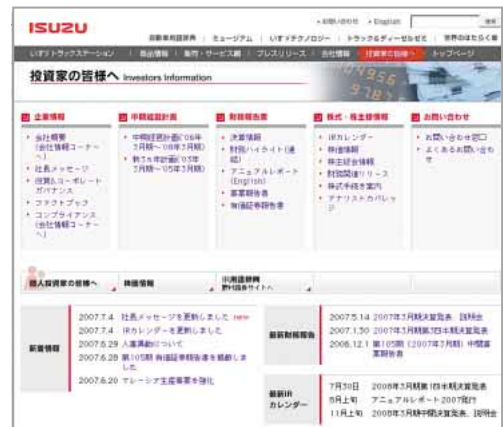 ISUZU
お問い合わせ English 検索
自動車用語辞典 ミュージアム いすゞテクノロジー トラック&ディーゼルゼミ 世界のはたらく車
いすゞトラックステーション 商品情報 販売・サービス網 プレスリリース 会社情報 投資家の皆様へ トップページ
投資家の皆様へ Investors Information
企業情報
会社概要
(会社情報コーナーへ)
社長メッセージ
役員&コーポレートガバナンス
ファクトブック
コンプライアンス
(会社情報コーナーへ)
中期経営計画
中期経営計画('06年3月期〜'08年3月期)
新3ヵ年計画('03年3月期〜'05年3月期)
財務報告書
決算情報
財務ハイライト(連結)
アニュアルレポート(English)
事業報告書
有価証券報告書
株式・株主様情報
IRカレンダー
株価情報
株主総会情報
財務関連リリース
株式手続き案内
アナリストカバレッジ
お問い合わせ
お問い合わせ窓口
よくあるお問い合わせ
個人投資家の皆様へ
株価情報
IR用語辞典
野村證券サイトへ
新着情報
2007.7.4 社長メッセージを更新しました new
2007.7.4 IRカレンダーを更新しました
2007.6.29 人事異動について
2007.6.28 第105期 有価証券報告書を掲載しました
2007.6.20 マレーシア生産事業を強化
最新財務報告
2007.5.14 2007年3月期決算発表、説明会
2007.1.30 2007年3月期第3四半期決算発表
2006.12.1 第105期(2007年3月期)中間事業報告書
最新IR
カレンダー
7月30日 2008年3月期第1四半期決算発表
8月上旬 アニュアルレポート2007発行
11月上旬 2008年3月期中間決算発表、説明会